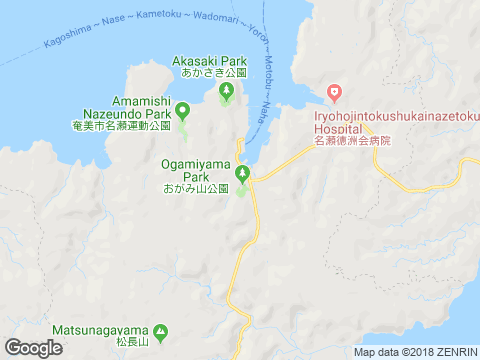 Kagoshima ~ Nase ~ Kametoku ~ Wadomari ~ Yoron ~ Motobu ~ Naha ~
Akasaki Park
あかさき公園
Amamishi
Nazeundo Park
奄美市名瀬運動公園
Iryohojintokushukainazetoku
Hospital
名瀬徳洲会病院
Ogamiyama
Park
おがみ山公園
Matsunagayama
松長山
Google
Map data ©2018 ZENRIN